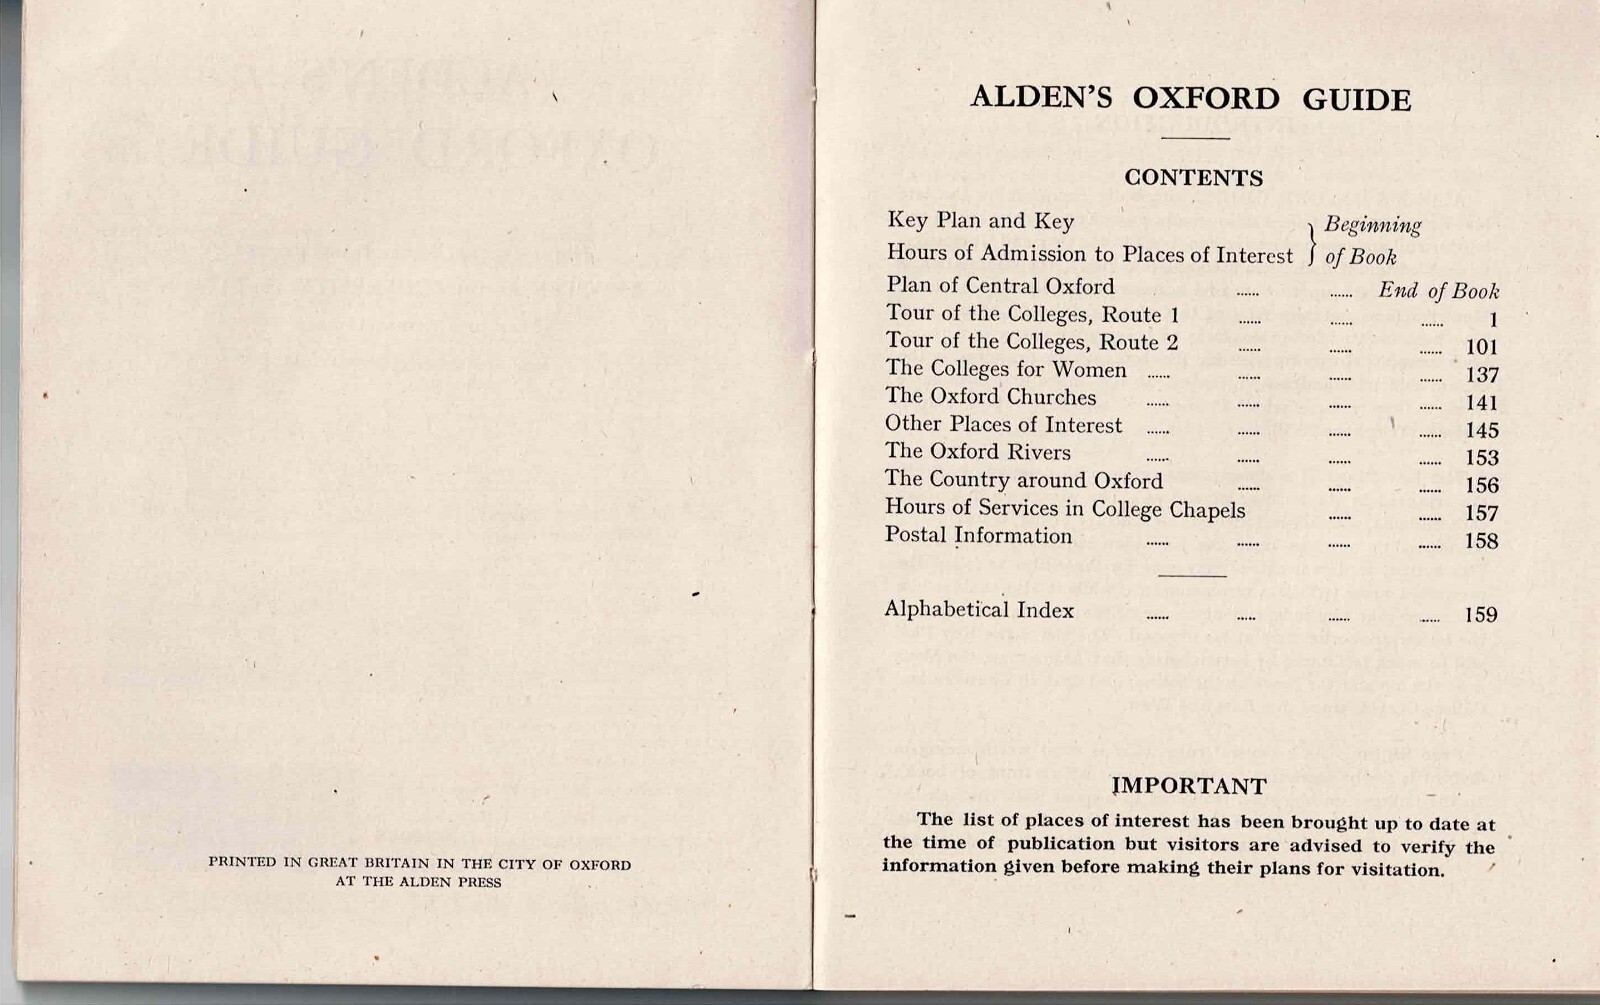 PRINTED IN GREAT BRITAIN IN THE CITY OF OXFORD
AT THE ALDEN PRESS
ALDEN'S OXFORD GUIDE
CONTENTS
Key Plan and Key
Hours of Admission to Places of Interest } Beginning of Book
Plan of Central Oxford ...... ...... End of Book
Tour of the Colleges, Route 1 ...... ...... ...... 1
Tour of the Colleges, Route 2 ...... ...... ...... 101
The Colleges for Women ...... ...... ...... ...... 137
The Oxford Churches ...... ...... ...... ...... 141
Other Places of Interest ...... ...... ...... ...... 145
The Oxford Rivers ...... ...... ...... ...... 153
The Country around Oxford ...... ...... ...... 156
Hours of Services in College Chapels ...... ...... 157
Postal Information ...... ...... ...... ...... 158
Alphabetical Index ...... ..... ...... ..... 159
IMPORTANT
The list of places of interest has been brought up to date at
the time of publication but visitors are advised to verify the
information given before making their plans for visitation.